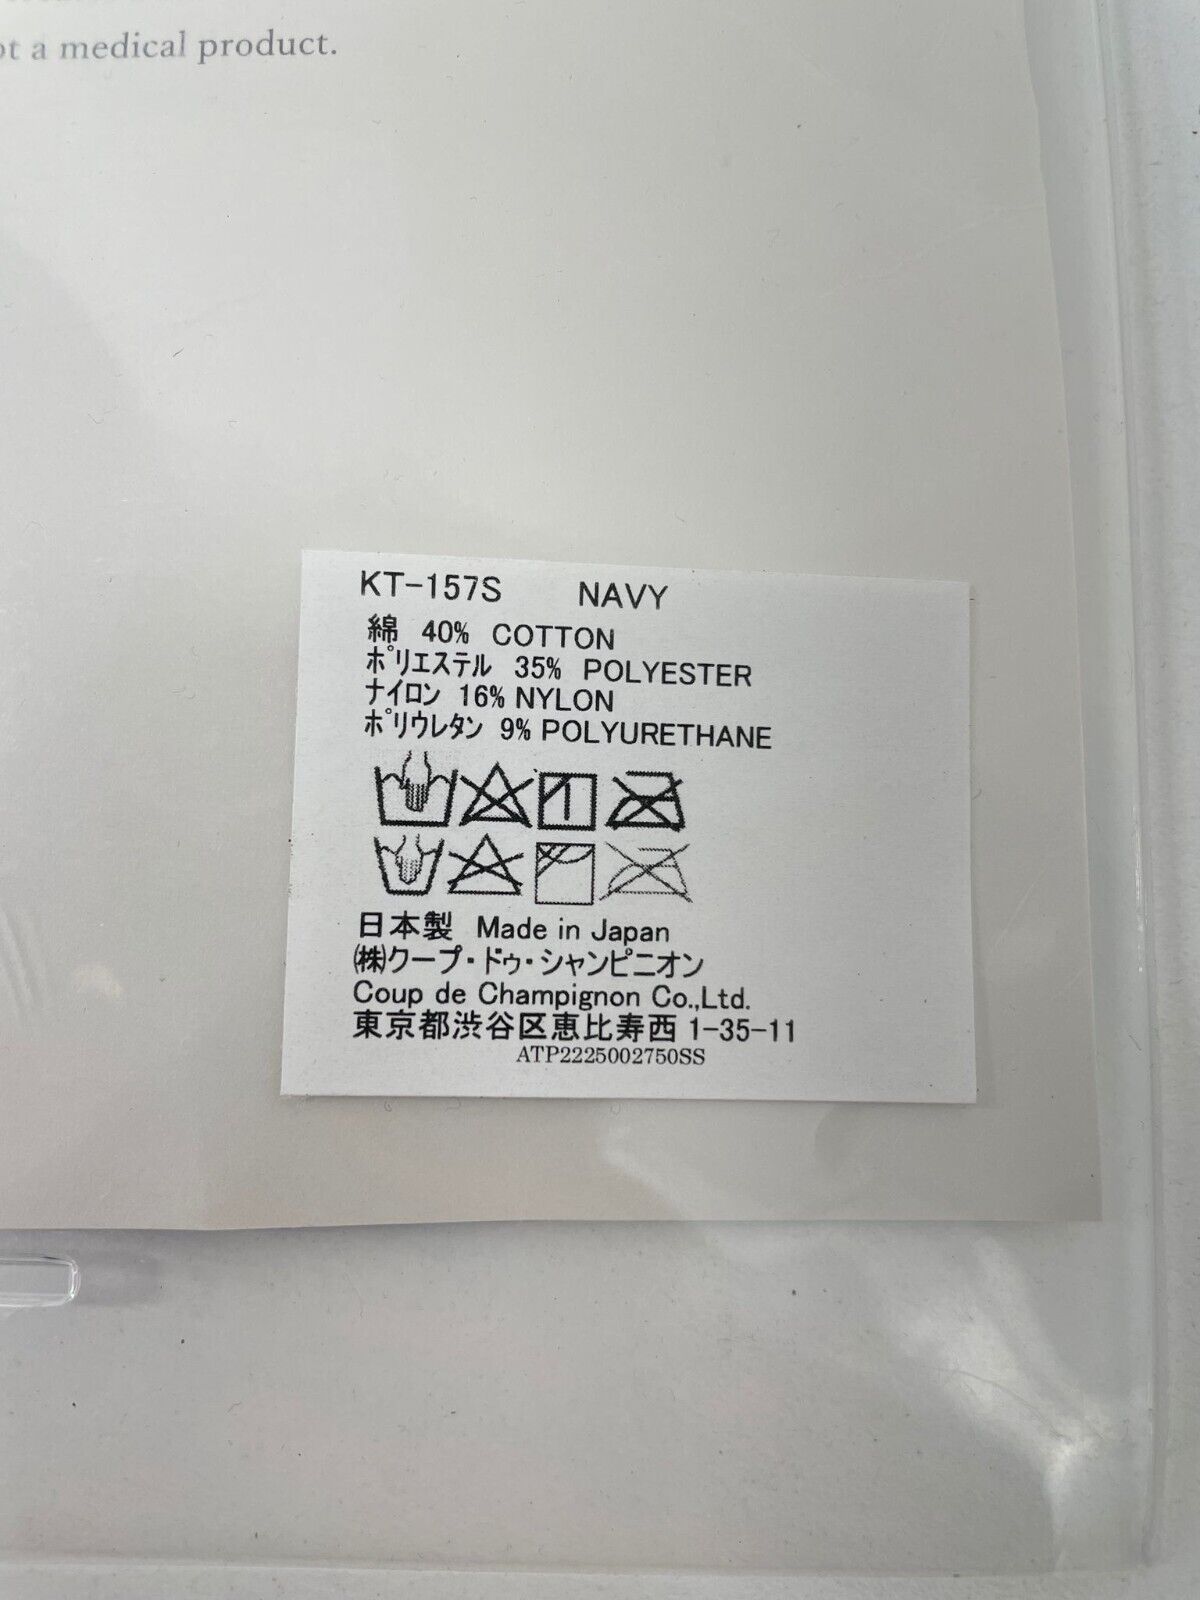 a medical product.
KT-157S NAVY
綿 40% COTTON
ポリエステル 35% POLYESTER
ナイロン 16% NYLON
ポリウレタン 9% POLYURETHANE
日本製 Made in Japan
(株)クープ・ドゥ・シャンピニオン
Coup de Champignon Co.,Ltd.
東京都渋谷区恵比寿西 1-35-11
ATP2225002750SS